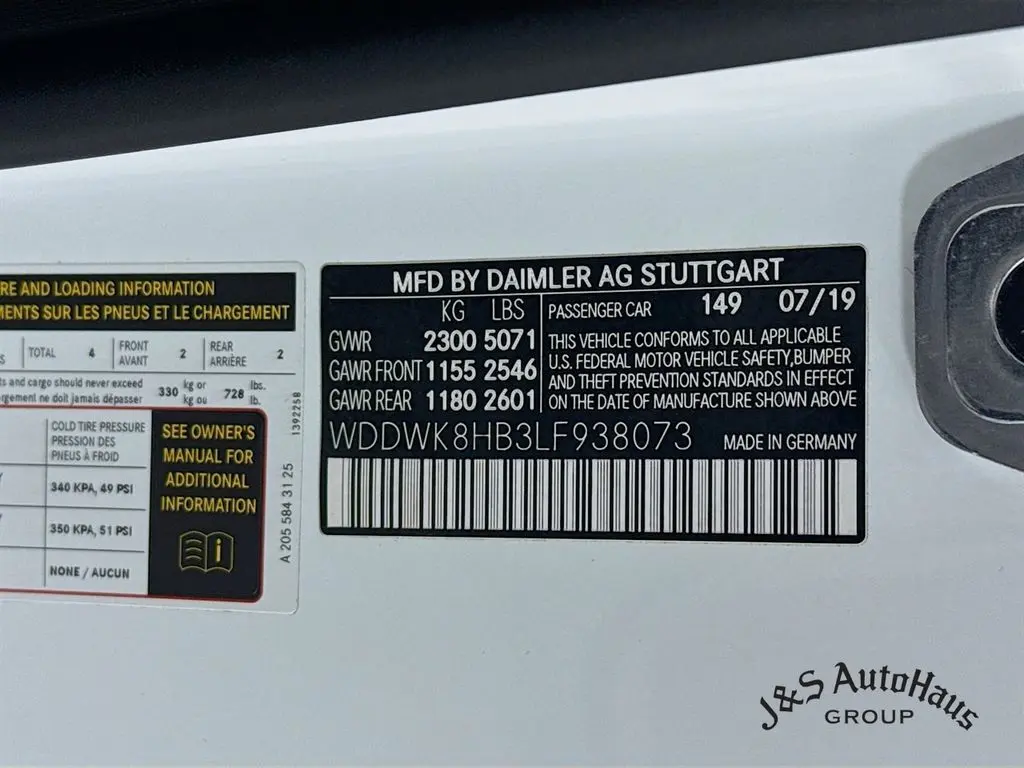 RE AND LOADING INFORMATION
MENTS SUR LES PNEUS ET LE CHARGEMENT
TOTAL 4 FRONT AVANT 2 REAR ARRIÈRE 2
ts and cargo should never exceed 330 kg or 728 lbs.
rgement ne doit jamais dépasser kg ou lb.
COLD TIRE PRESSURE
PRESSION DES
PNEUS À FROID
340 KPA, 49 PSI
350 KPA, 51 PSI
NONE / AUCUN
SEE OWNER'S
MANUAL FOR
ADDITIONAL
INFORMATION
1392258
A 205 584 31 25
MFD BY DAIMLER AG STUTTGART
KG LBS
GWWR 2300 5071
GAWR FRONT 1155 2546
GAWR REAR 1180 2601
PASSENGER CAR 149 07/19
THIS VEHICLE CONFORMS TO ALL APPLICABLE
U.S. FEDERAL MOTOR VEHICLE SAFETY, BUMPER
AND THEFT PREVENTION STANDARDS IN EFFECT
ON THE DATE OF MANUFACTURE SHOWN ABOVE
WDDWK8HB3LF938073 MADE IN GERMANY
J&S AutoHaus
GROUP